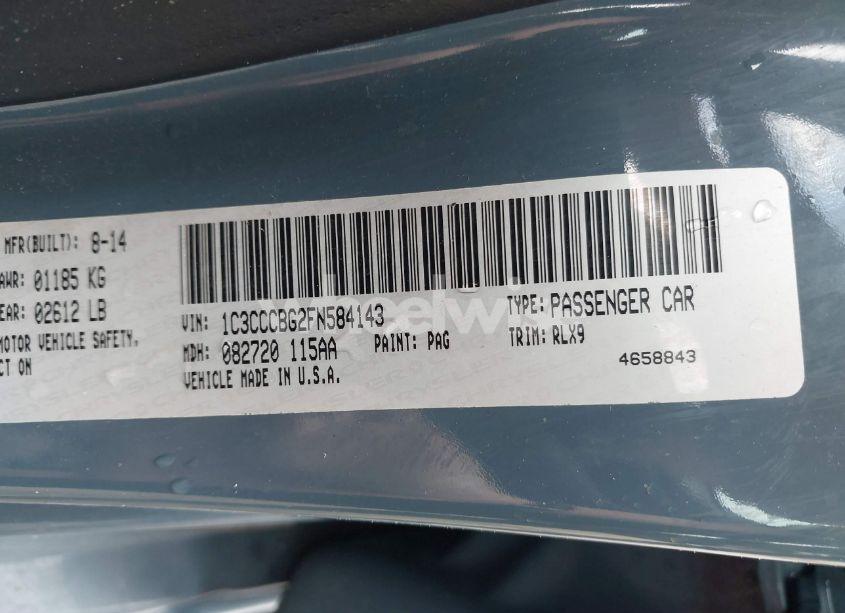 MFR(BUILT): 8-14
AWR: 01185 KG
EAR: 02612 LB
MOTOR VEHICLE SAFETY,
CT ON
VIN: 1C3CCCBG2FN584143
TYPE: PASSENGER CAR
MDH: 082720 115AA
PAINT: PAG
TRIM: RLX9
VEHICLE MADE IN U.S.A.
4658843
wheelwi